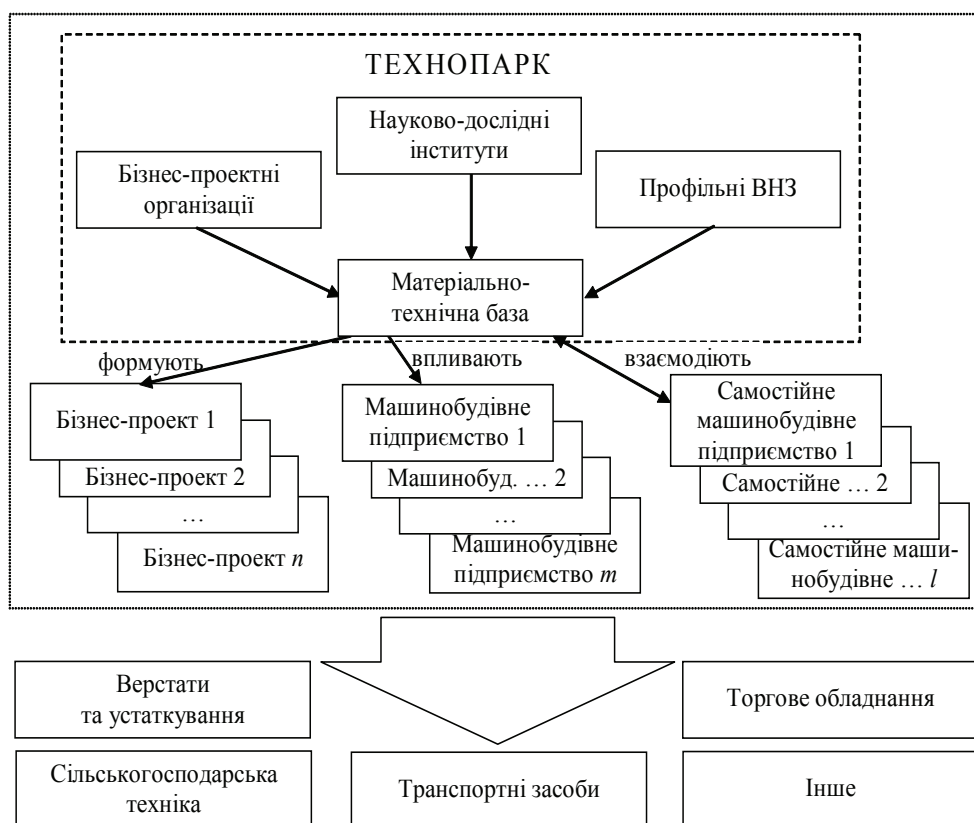 ТЕХНОПАРК
Науково-дослідні
інститути
Бізнес-проектні
організації
Профільні ВНЗ
Матеріально-
технічна база
формують
впливають
взаємодіють
Бізнес-проект 1
Бізнес-проект 2
…
Бізнес-проект n
Машинобудівне
підприємство 1
Машинобуд. … 2
…
Машинобудівне
підприємство m
Самостійне
машинобудівне
підприємство 1
Самостійне … 2
…
Самостійне маши-
нобудівне … l
Верстати
та устаткування
Торгове обладнання
Сільськогосподарська
техніка
Транспортні засоби
Інше